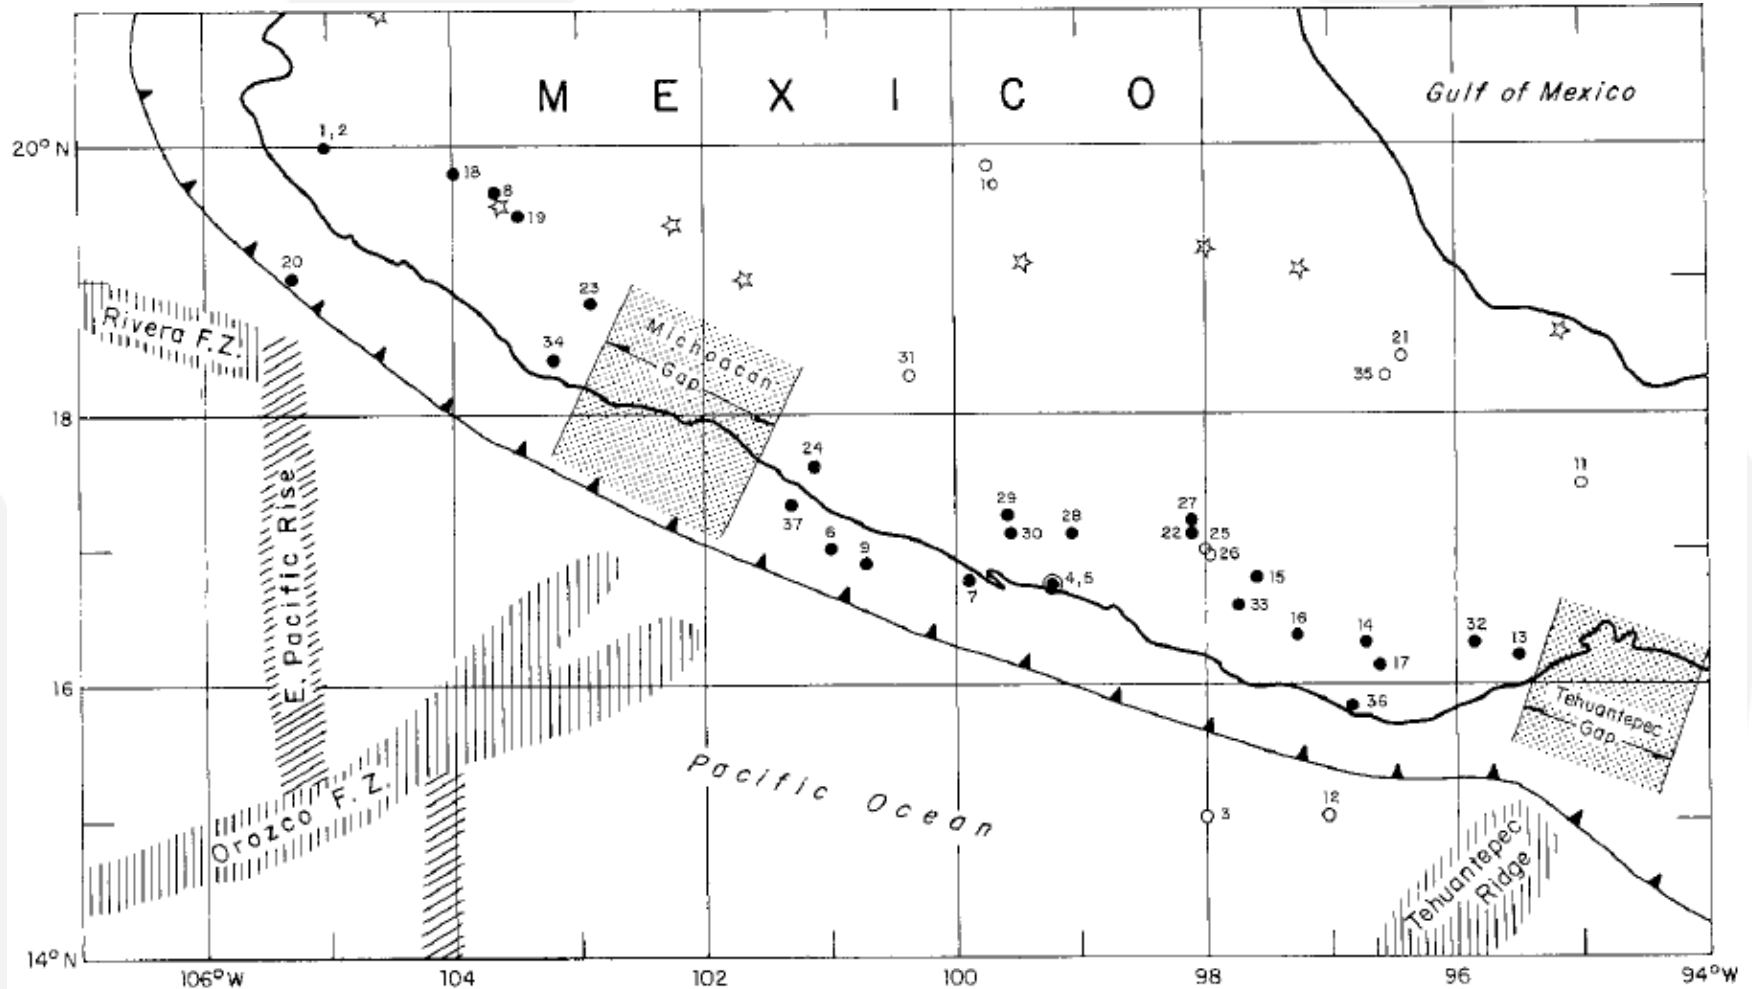 M E X I C O
Gulf of Mexico
20° N
1,2
18
8
19
10
20
23
Rivera F.Z.
34
Michoacan
Gap
31
21
35
18
24
11
37
6
9
29
30
28
27
22
25
26
7
4,5
15
33
16
14
17
32
13
E. Pacific Rise
16
36
Tehuantepec
Gap
Pacific Ocean
3
12
Orozco F.Z.
Tehuantepec
Ridge
14° N
106° W
104
102
100
98
96
94° W